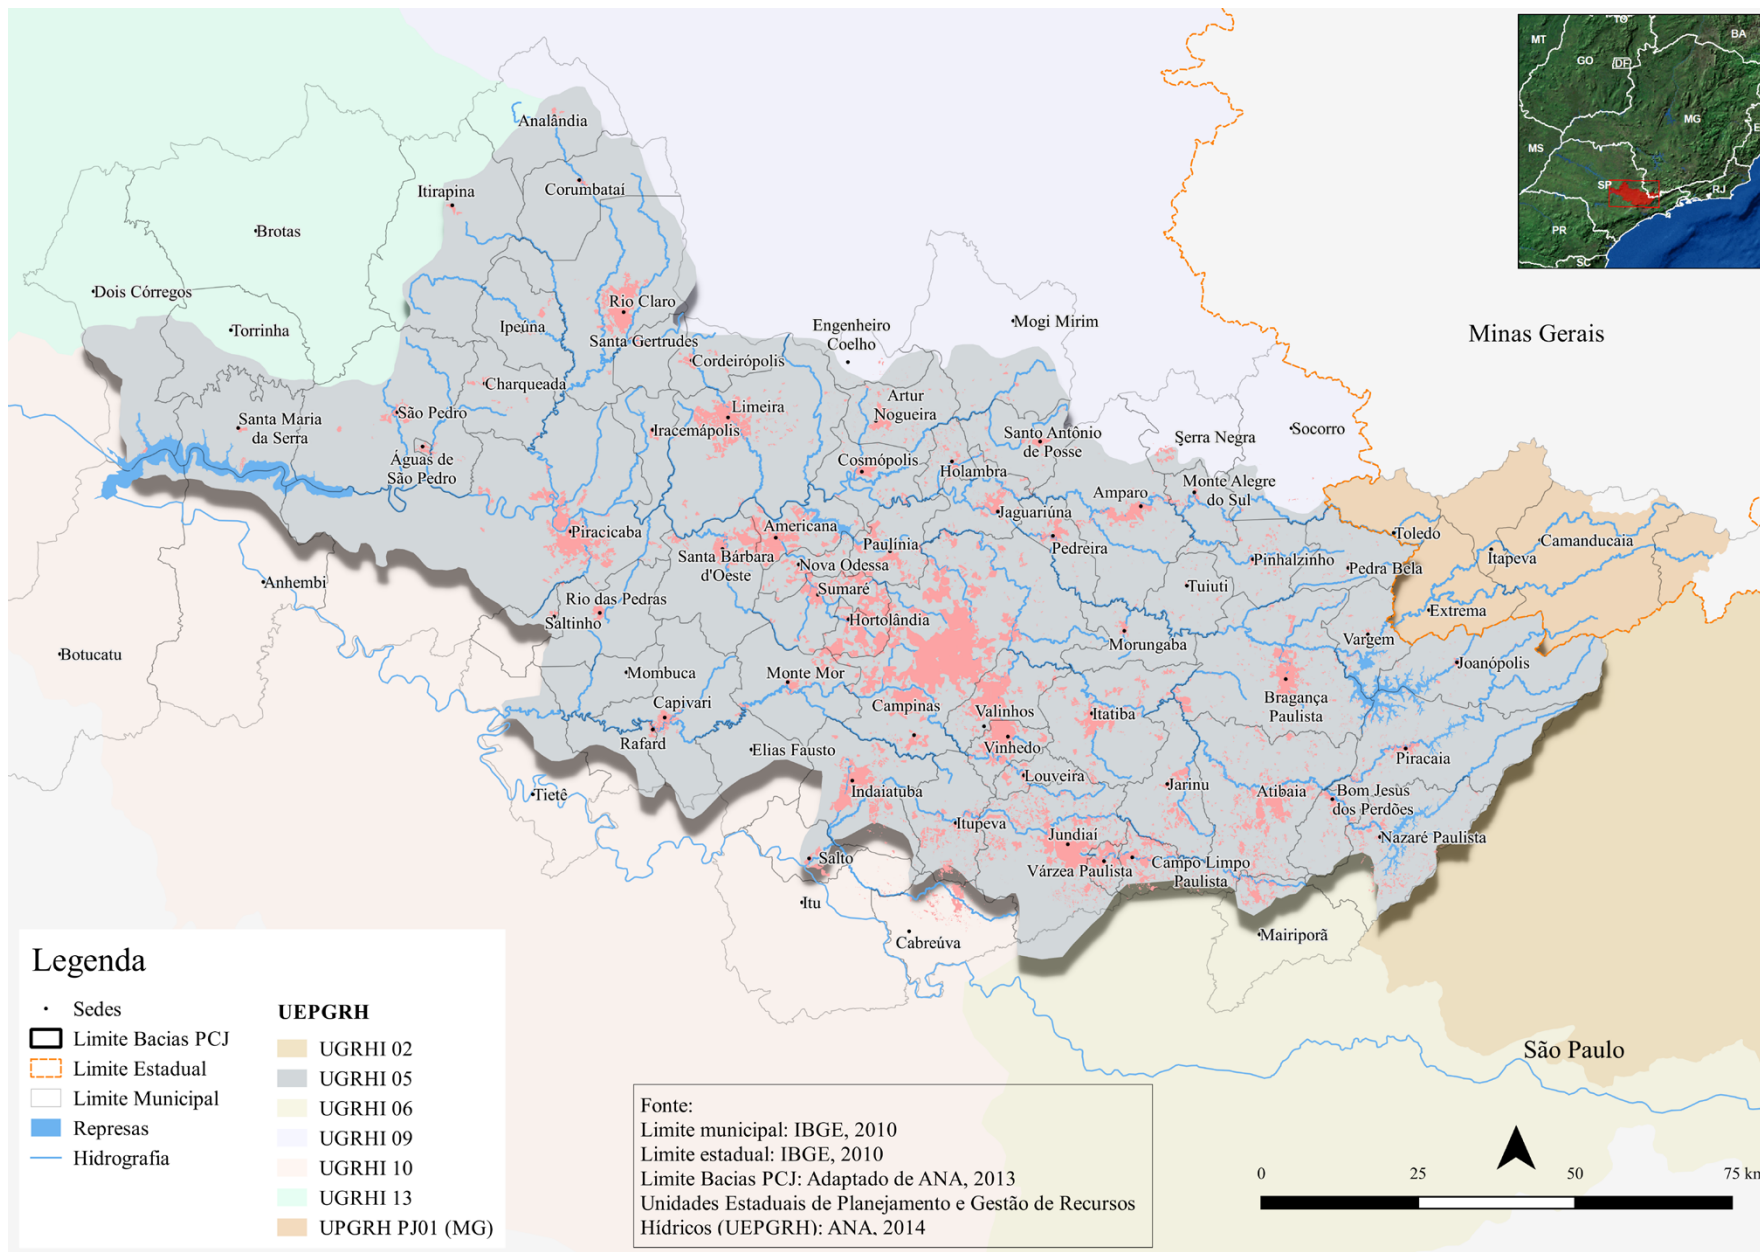 TO
BA
MT
GO
DF
MG
E
MS
SP
RJ
PR
SC
Analândia
Itirapina
Corumbataí
Brotas
Dois Córregos
Torrinha
Rio Claro
Ipeúna
Santa Gertrudes
Engenheiro
Coelho
Mogi Mirim
Minas Gerais
Cordeirópolis
Charqueada
Santa Maria
da Serra
São Pedro
Limeira
Artur
Nogueira
Iracemápolis
Santo Antônio
de Posse
Serra Negra
Socorro
Águas de
São Pedro
Cosmópolis
Holambra
Monte Alegre
do Sul
Amparo
Jaguariúna
Piracicaba
Americana
Paulínia
Pedreira
Toledo
Camanducaia
Itapeva
Santa Bárbara
d'Oeste
Nova Odessa
Pinhalzinho
Pedra Bela
Anhembi
Sumaré
Tuiuti
Rio das Pedras
Saltinho
Hortolândia
Extrema
Vargem
Morungaba
Botucatu
Joanópolis
Mombuca
Monte Mor
Capivari
Campinas
Valinhos
Itatiba
Bragança
Paulista
Rafard
Elias Fausto
Vinhedo
Piracaia
Louveira
Tietê
Indaiatuba
Jarinu
Atibaia
Bom Jesus
dos Perdões
Itupeva
Jundiaí
Nazaré Paulista
Salto
Várzea Paulista
Campo Limpo
Paulista
Itu
Cabreúva
Mairiporã
São Paulo
Legenda
Sedes
Limite Bacias PCJ
Limite Estadual
Limite Municipal
Represas
Hidrografia
UEPGRH
UGRHI 02
UGRHI 05
UGRHI 06
UGRHI 09
UGRHI 10
UGRHI 13
UPGRH PJ01 (MG)
Fonte:
Limite municipal: IBGE, 2010
Limite estadual: IBGE, 2010
Limite Bacias PCJ: Adaptado de ANA, 2013
Unidades Estaduais de Planejamento e Gestão de Recursos
Hídricos (UEPGRH): ANA, 2014
0 25 50 75 km